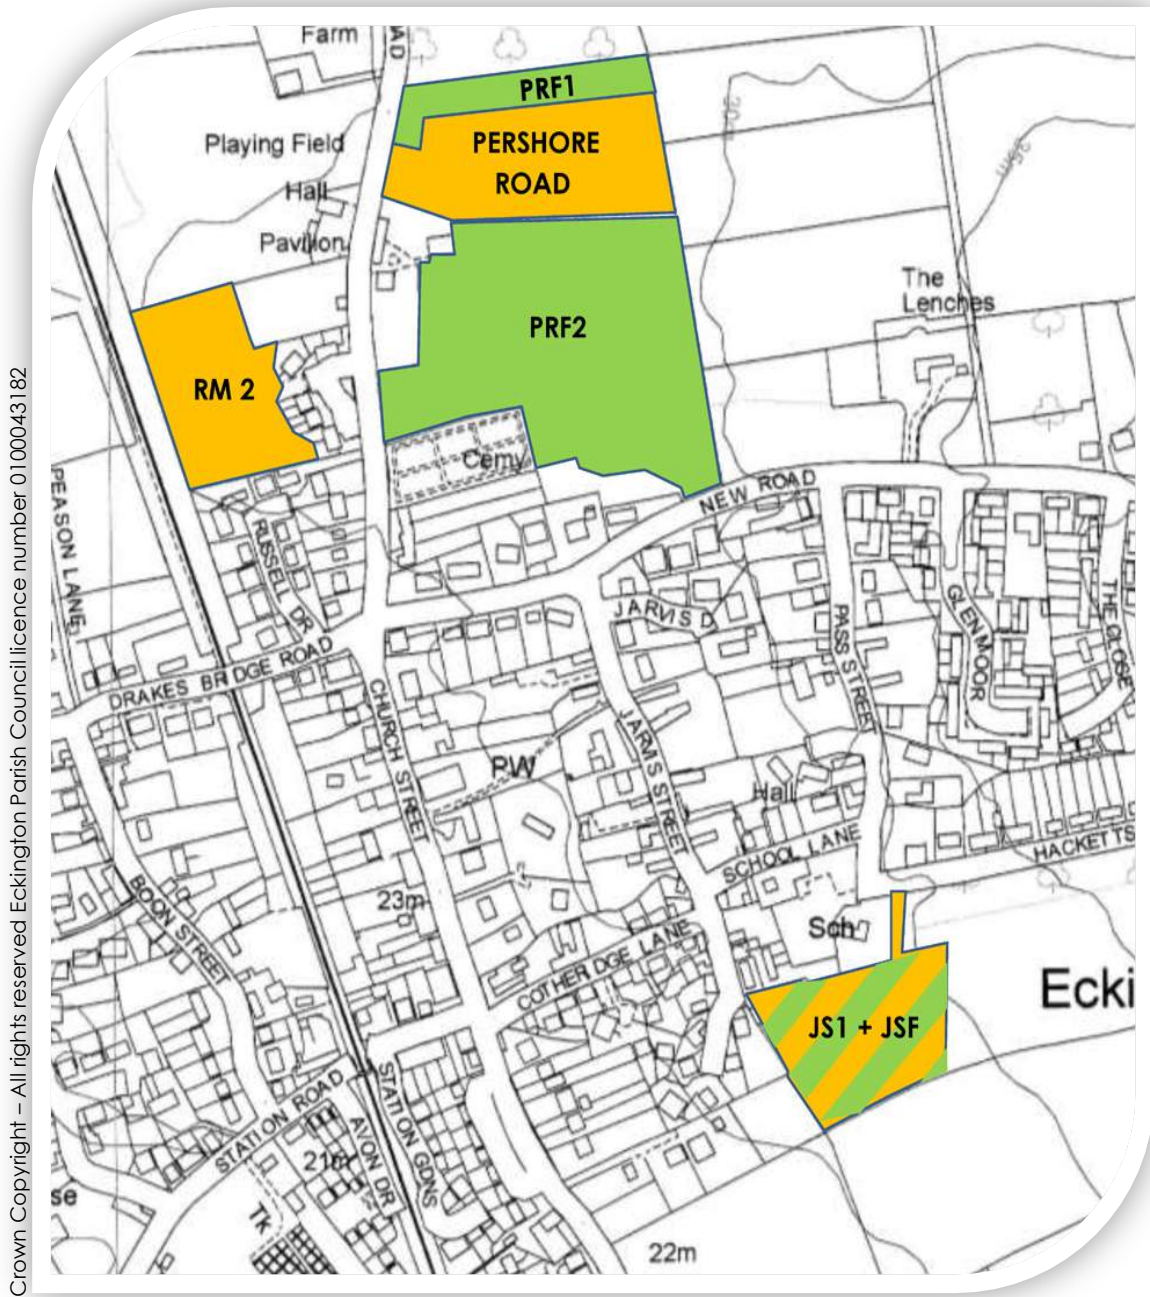 Farm
AD
PRF1
Playing Field
PERSHORE
ROAD
20m
25m
Hall
Pavilion
The
Lenches
PRF2
RM 2
Cemy
NEW ROAD
PEASON LANE
RUSSELL DR
JARVIS D
PASS STREET
GLENMOOR
THE CLOSE
DRAKES BRIDGE ROAD
CHURCH STREET
JARVIS STREET
PW
Hall
SCHOOL LANE
HACKETTS
BOON STREET
23m
Sch
COTHERIDGE LANE
Ecki
JS1 + JSF
STATION ROAD
STATION GDNS
AVON DR
21m
se
Tk
22m
Crown Copyright – All rights reserved Eckington Parish Council licence number 0100043182